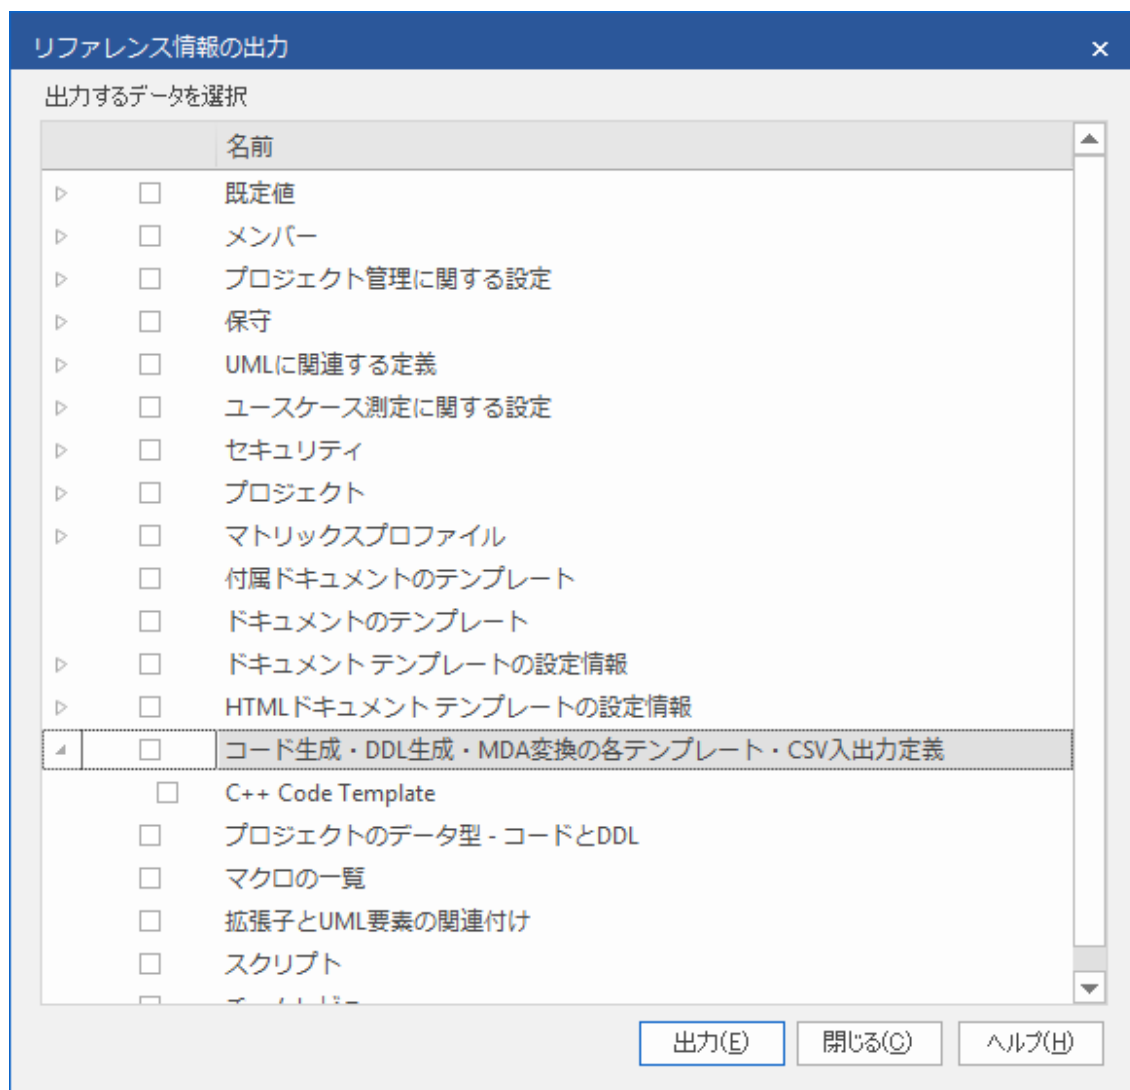 リファレンス情報の出力
出力するデータを選択
名前
既定値
メンバー
プロジェクト管理に関する設定
保守
UMLに関連する定義
ユースケース測定に関する設定
セキュリティ
プロジェクト
マトリックスプロファイル
付属ドキュメントのテンプレート
ドキュメントのテンプレート
ドキュメント テンプレートの設定情報
HTMLドキュメント テンプレートの設定情報
コード生成・DDL生成・MDA変換の各テンプレート・CSV入出力定義
C++ Code Template
プロジェクトのデータ型 - コードとDDL
マクロの一覧
拡張子とUML要素の関連付け
スクリプト
出力(E) 閉じる(C) ヘルプ(H)